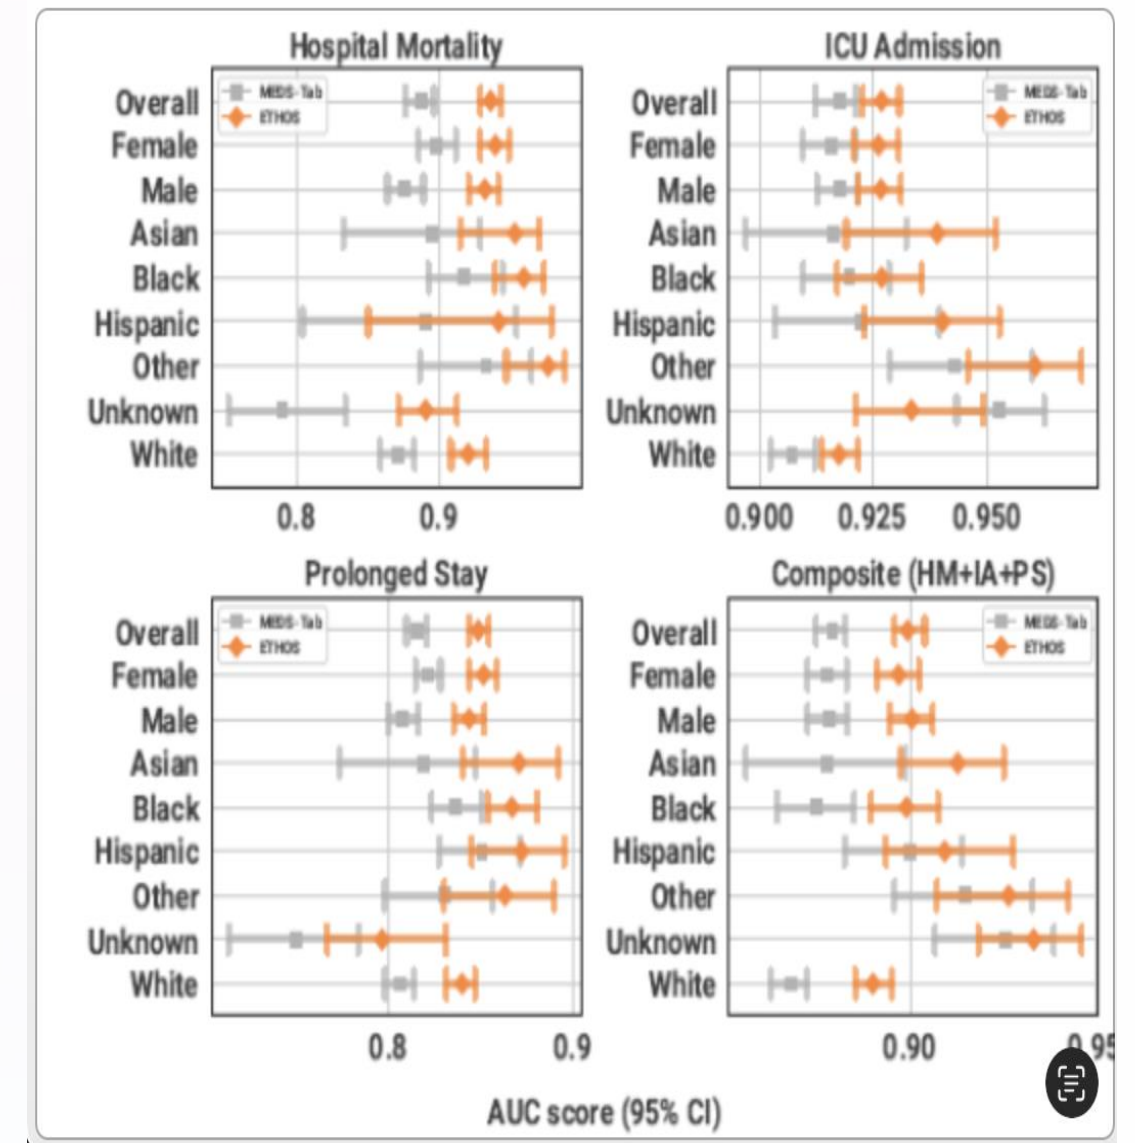 Hospital Mortality
MEDS-Tab
ETHOS
Overall
Female
Male
Asian
Black
Hispanic
Other
Unknown
White
0.8 0.9
ICU Admission
MEDS-Tab
ETHOS
Overall
Female
Male
Asian
Black
Hispanic
Other
Unknown
White
0.900 0.925 0.950
Prolonged Stay
MEDS-Tab
ETHOS
Overall
Female
Male
Asian
Black
Hispanic
Other
Unknown
White
0.8 0.9
Composite (HM+IA+PS)
MEDS-Tab
ETHOS
Overall
Female
Male
Asian
Black
Hispanic
Other
Unknown
White
0.90 0.95
AUC score (95% CI)